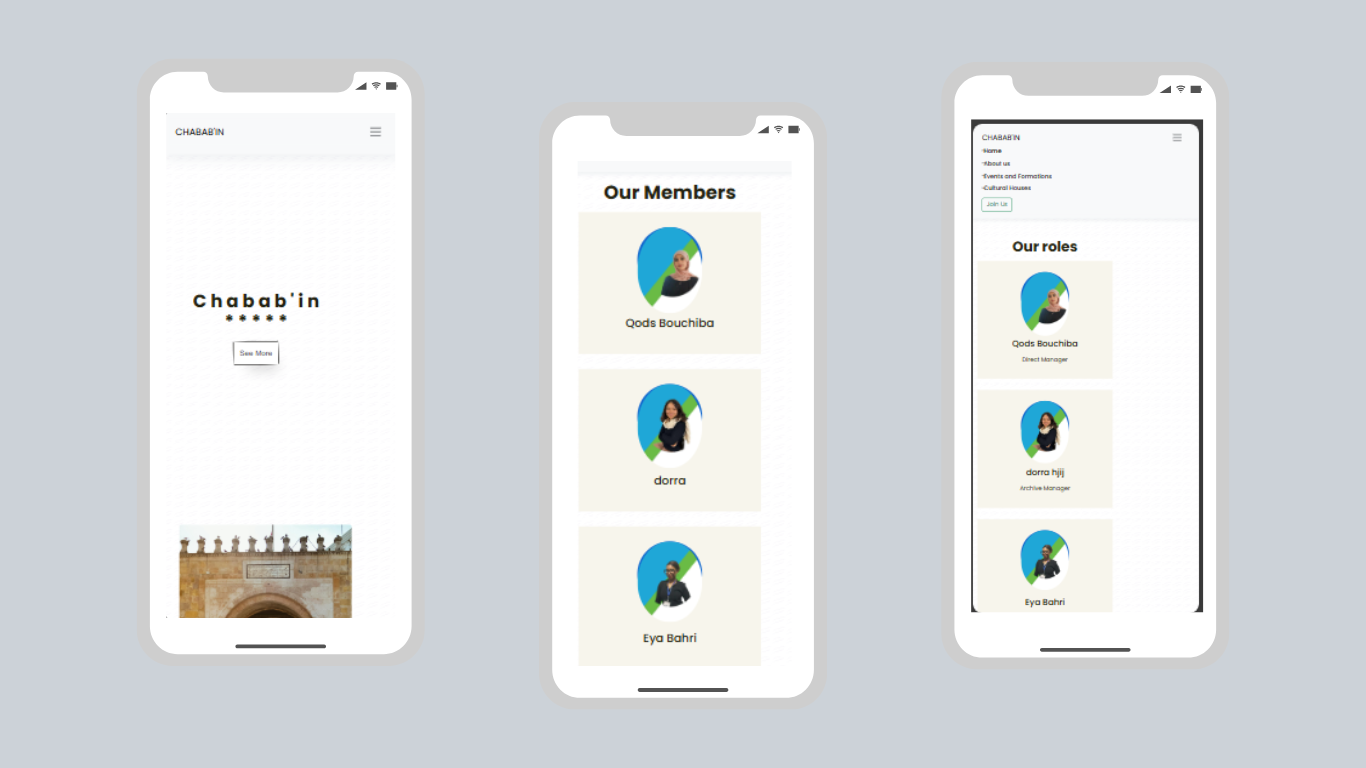 CHABAB'IN
Chabab'in
*****
See More
Our Members
Qods Bouchiba
dorra
Eya Bahri
CHABAB'IN
-Home
-About us
-Events and Formations
-Cultural Houses
Join Us
Our roles
Qods Bouchiba
Direct Manager
dorra hjij
Archive Manager
Eya Bahri